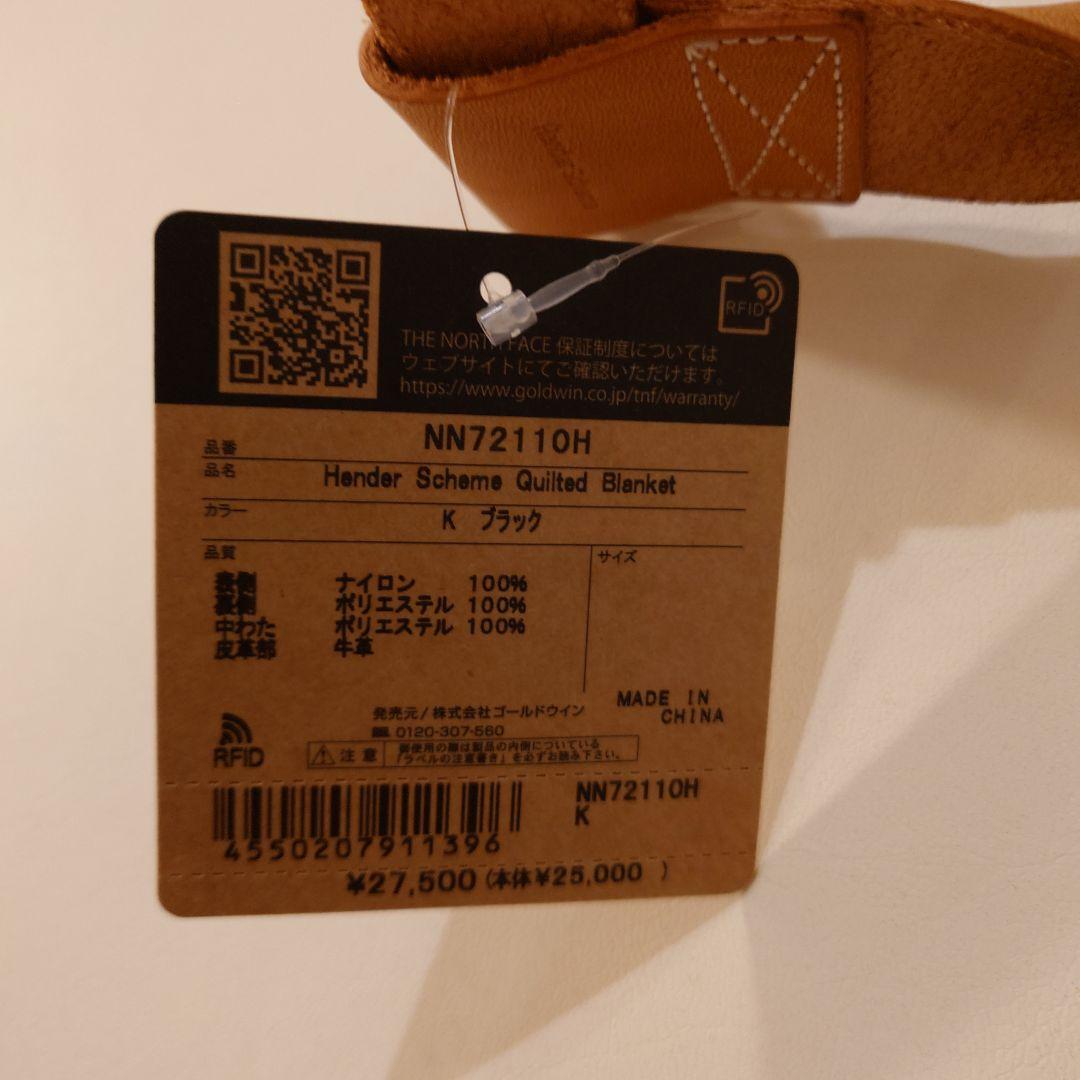 RFID
THE NORTH FACE 保証制度については
ウェブサイトにてご確認いただけます。
https://www.goldwin.co.jp/tnf/warranty/
品番 NN72110H
品名 Hender Scheme Quilted Blanket
カラー K ブラック
品質 サイズ
表側 ナイロン 100%
裏側 ポリエステル 100%
中わた ポリエステル 100%
皮革部 牛革
MADE IN
CHINA
発売元/株式会社ゴールドウイン
0120-307-560
RFID
注意 御使用の際は製品の内側についている
「ラベルの注意書き」を必ずお読み下さい。
NN72110H
K
4550207911396
¥27,500(本体¥25,000 )